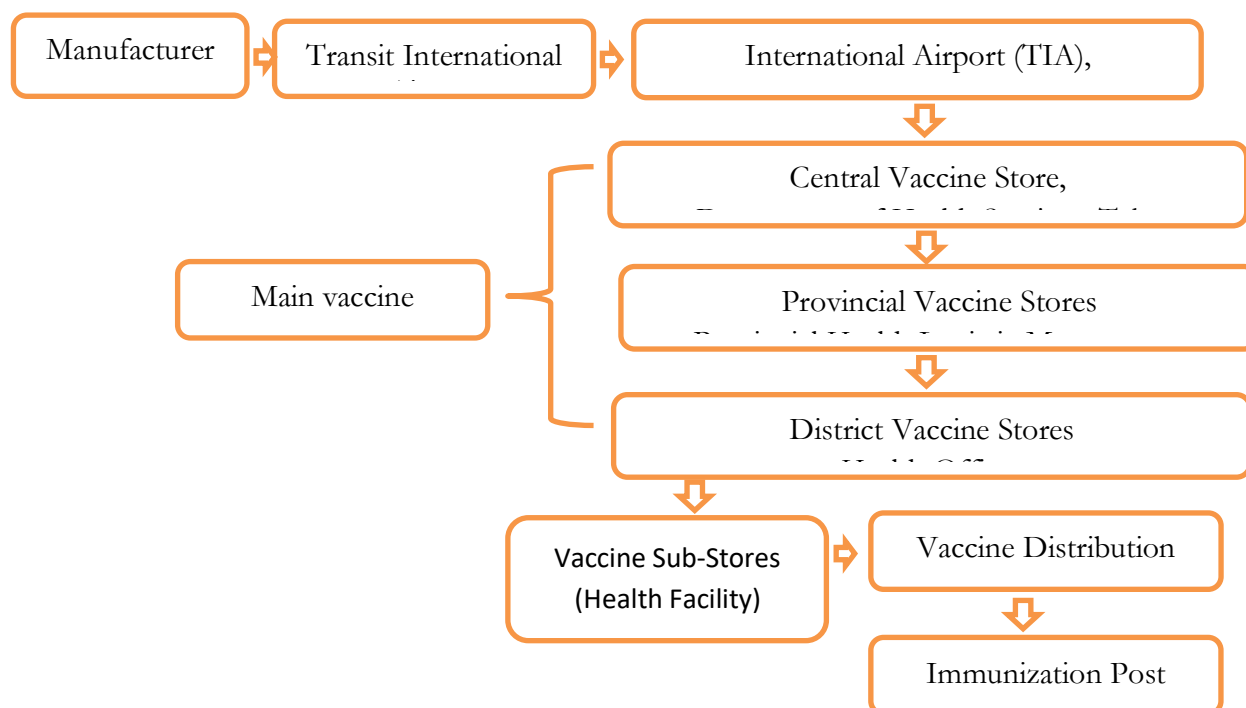 Manufacturer
Transit International
International Airport (TIA),
Central Vaccine Store,
Main vaccine
Provincial Vaccine Stores
District Vaccine Stores
Vaccine Sub-Stores
(Health Facility)
Vaccine Distribution
Immunization Post